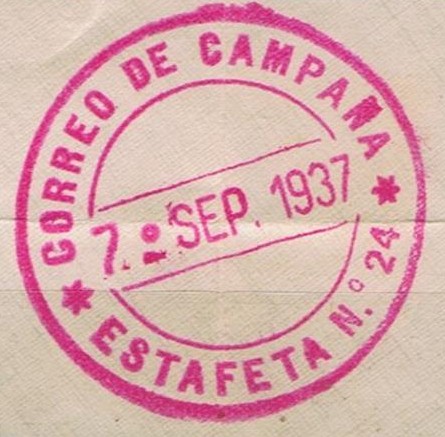 CORREO DE CAMPAÑA
7. SEP. 1937
ESTAFETA N.º 24